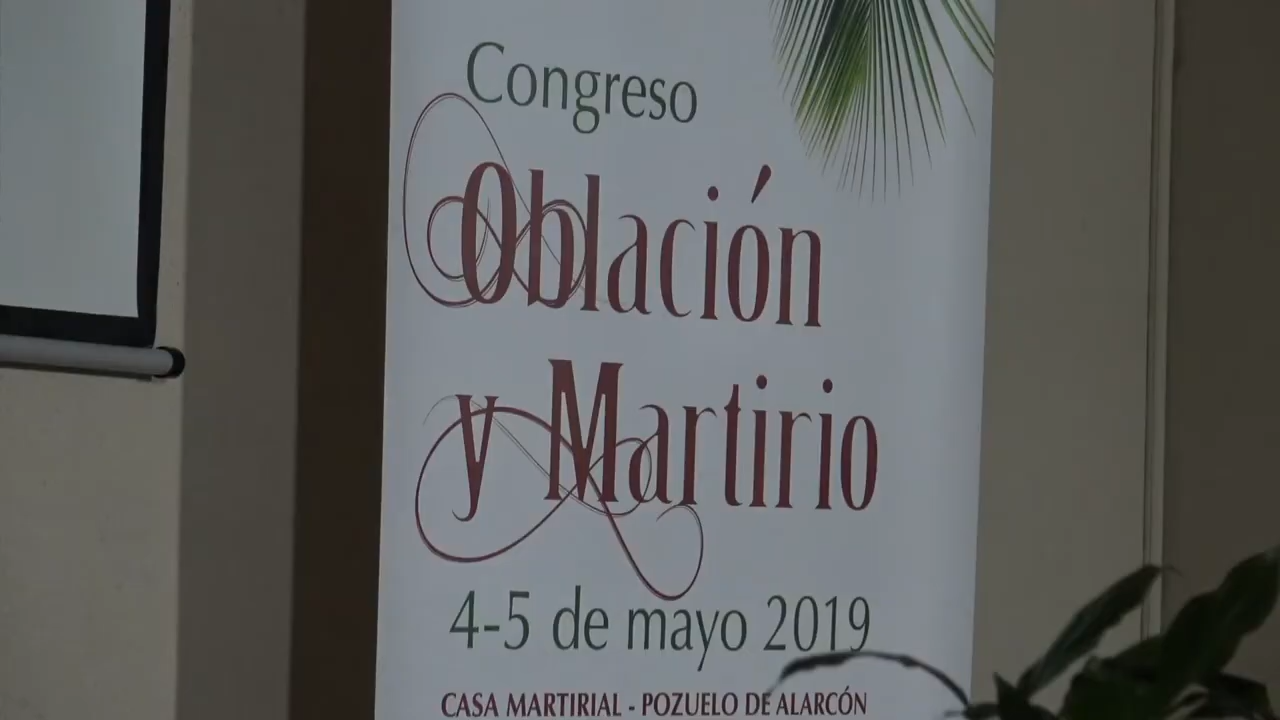 Congreso
Oblación
y Martirio
4-5 de mayo 2019
CASA MARTIRIAL - POZUELO DE ALARCÓN